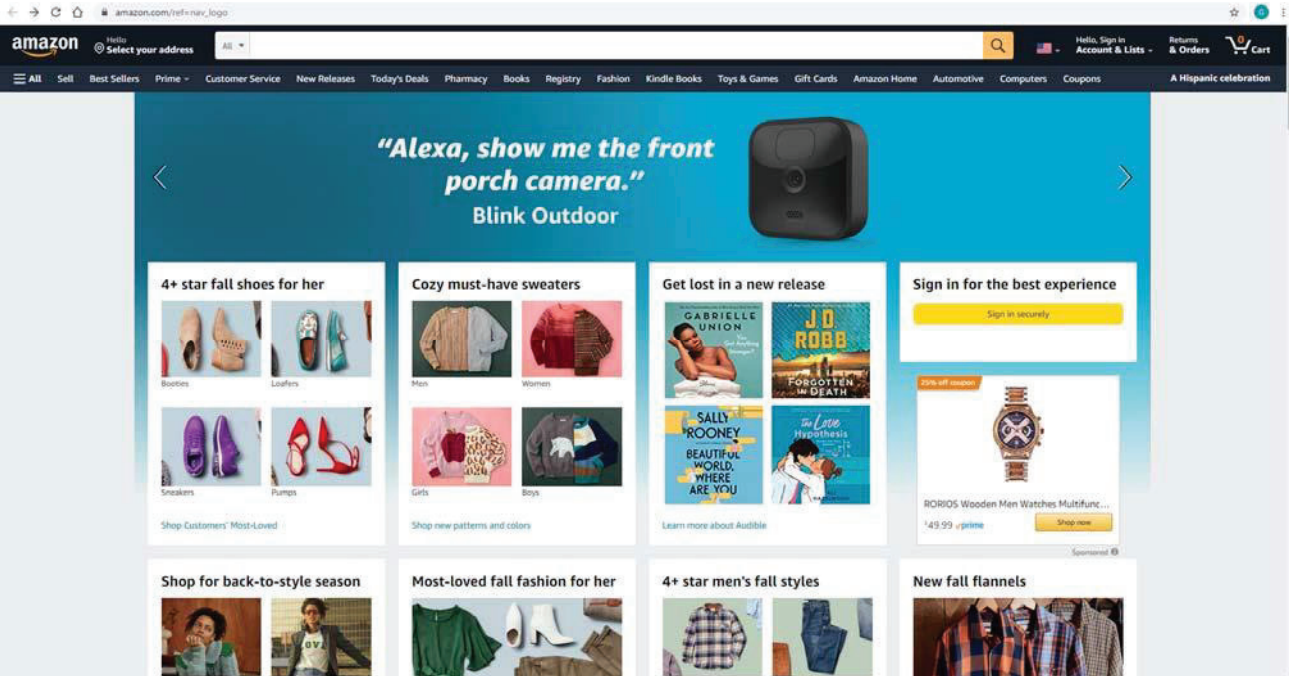 amazon.com/ref=nav_logo
amazon
Hello
Select your address
All
Hello, Sign in
Account & Lists
Returns
& Orders
0
Cart
All Sell Best Sellers Prime Customer Service New Releases Today's Deals Pharmacy Books Registry Fashion Kindle Books Toys & Games Gift Cards Amazon Home Automotive Computers Coupons A Hispanic celebration
"Alexa, show me the front
porch camera."
Blink Outdoor
4+ star fall shoes for her
Booties
Loafers
Sneakers
Pumps
Shop Customers' Most-Loved
Cozy must-have sweaters
Men
Women
Girls
Boys
Shop new patterns and colors
Get lost in a new release
GABRIELLE
UNION
You
Got Anything
Stronger?
J.D.
ROBB
FORGOTTEN
IN DEATH
SALLY
ROONEY
BEAUTIFUL
WORLD,
WHERE
ARE YOU
The Love
Hypothesis
Learn more about Audible
Sign in for the best experience
Sign in securely
25% off coupon
RORIOS Wooden Men Watches Multifunc...
$49.99 prime
Shop now
Sponsored
Shop for back-to-style season
Most-loved fall fashion for her
4+ star men's fall styles
New fall flannels